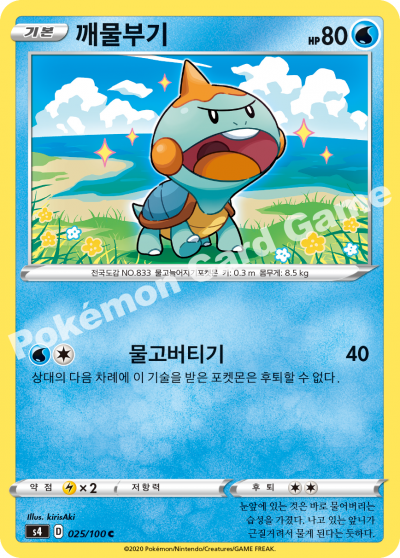 기본 깨물부기 HP 80
전국도감 NO.833 물고늘어지기포켓몬 키: 0.3 m 몸무게: 8.5 kg
물고버티기 40
상대의 다음 차례에 이 기술을 받은 포켓몬은 후퇴할 수 없다.
약점 ×2 저항력 후퇴
Illus. kirisAki
눈앞에 있는 것은 바로 물어버리는
습성을 가졌다. 나고 있는 앞니가
근질거려서 물게 된다는 듯하다.
s4 D 025/100 C
©2020 Pokémon/Nintendo/Creatures/GAME FREAK.
Pokémon Card Game